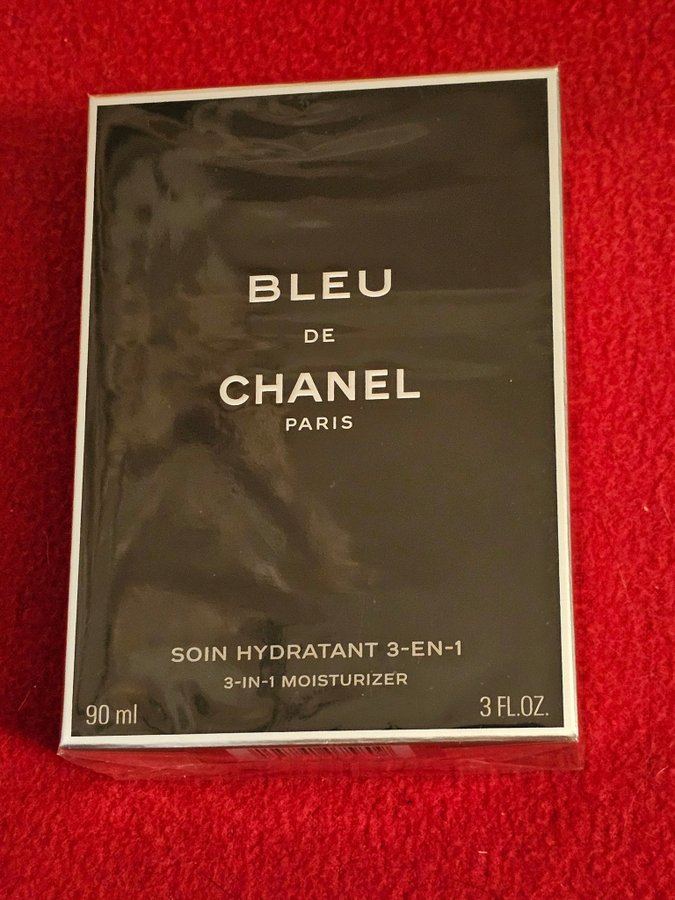 BLEU
DE
CHANEL
PARIS
SOIN HYDRATANT 3-EN-1
3-IN-1 MOISTURIZER
90 ml
3 FL.OZ.